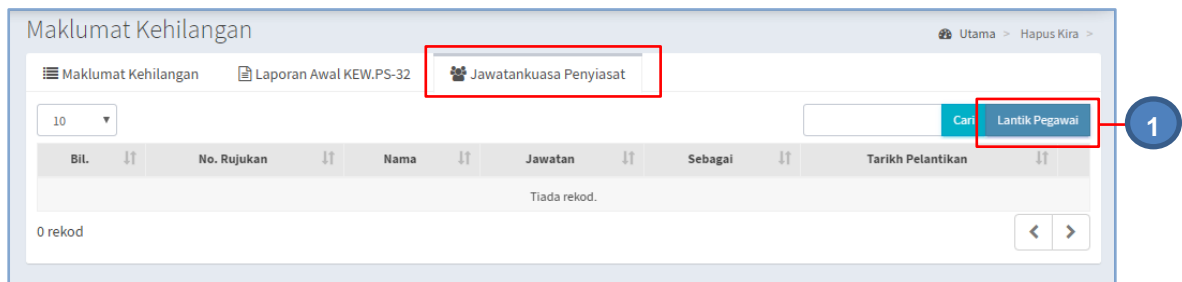 Maklumat Kehilangan
Utama > Hapus Kira >
Maklumat Kehilangan Laporan Awal KEW.PS-32 Jawatankuasa Penyiasat
10 Cari Lantik Pegawai
1
Bil. No. Rujukan Nama Jawatan Sebagai Tarikh Pelantikan
Tiada rekod.
0 rekod